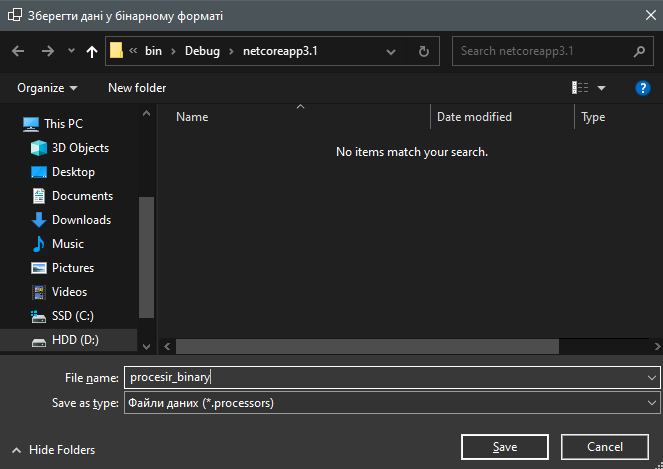 Зберегти дані у бінарному форматі
« bin › Debug › netcoreapp3.1
Search netcoreapp3.1
Organize
New folder
Name
Date modified
Type
No items match your search.
This PC
3D Objects
Desktop
Documents
Downloads
Music
Pictures
Videos
SSD (C:)
HDD (D:)
File name: procesir_binary
Save as type: Файли даних (*.processors)
Hide Folders
Save
Cancel